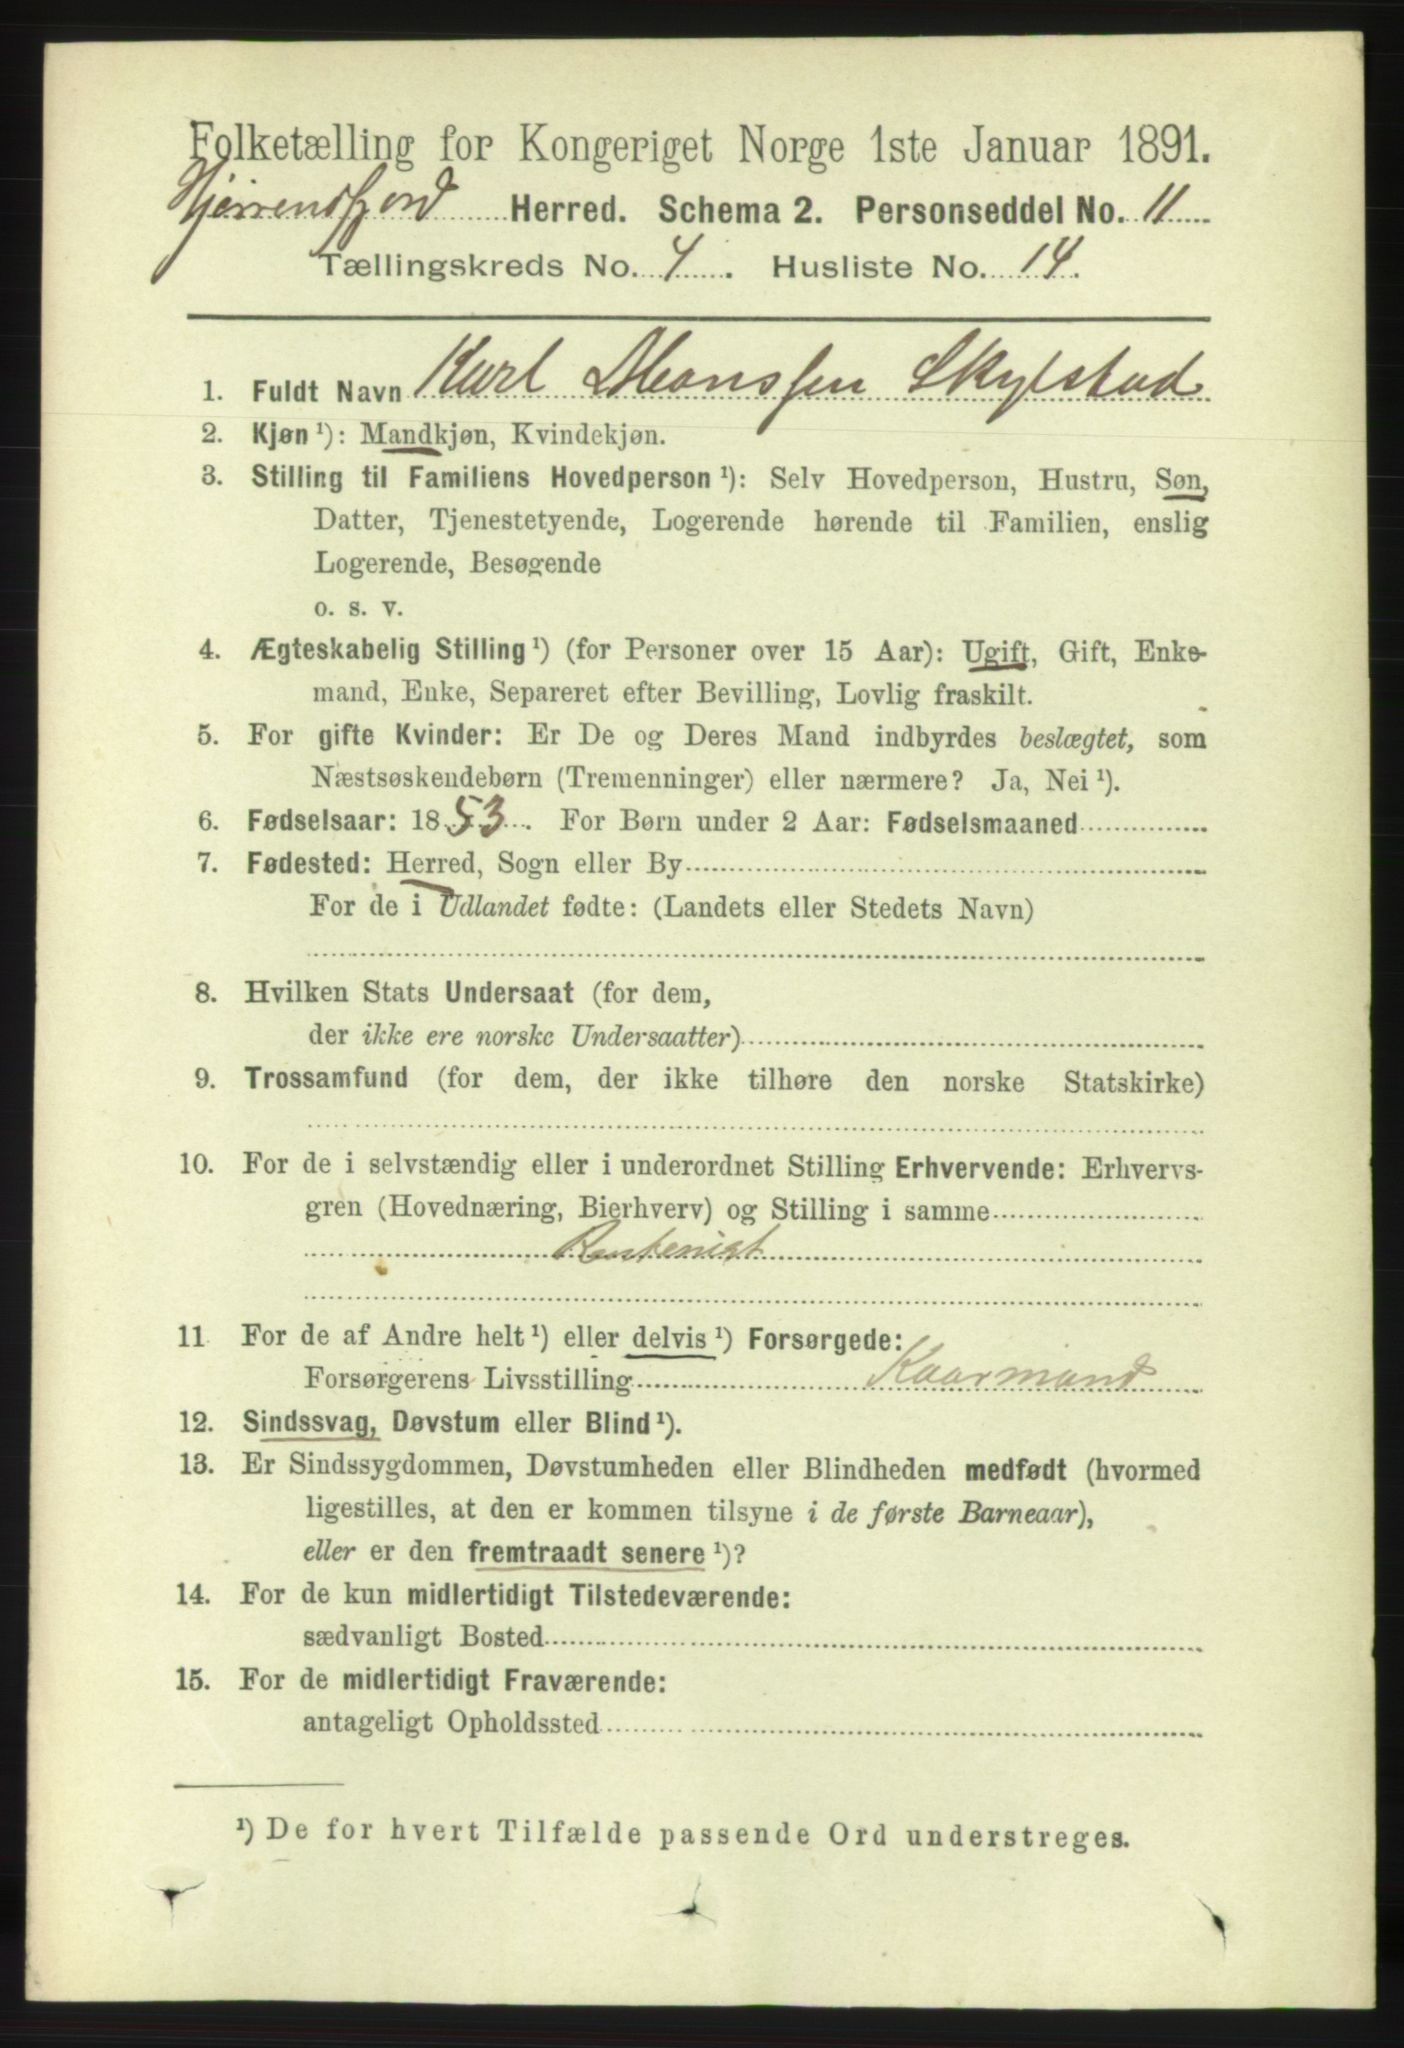 Folketælling for Kongeriget Norge 1ste Januar 1891.
Hjørrendfjord Herred. Schema 2. Personseddel No. 11
Tællingskreds No. 4. Husliste No. 14.
1. Fuldt Navn Karl Monssen Skylstad
2. Kjøn ¹): Mandkjøn, Kvindekjøn.
3. Stilling til Familiens Hovedperson ¹): Selv Hovedperson, Hustru, Søn,
Datter, Tjenestetyende, Logerende hørende til Familien, enslig
Logerende, Besøgende
o. s. v.
4. Ægteskabelig Stilling ¹) (for Personer over 15 Aar): Ugift, Gift, Enke-
mand, Enke, Separeret efter Bevilling, Lovlig fraskilt.
5. For gifte Kvinder: Er De og Deres Mand indbyrdes beslægtet, som
Næstsøskendebørn (Tremenninger) eller nærmere? Ja, Nei ¹).
6. Fødselsaar: 1853. For Børn under 2 Aar: Fødselsmaaned
7. Fødested: Herred, Sogn eller By
For de i Udlandet fødte: (Landets eller Stedets Navn)
8. Hvilken Stats Undersaat (for dem,
der ikke ere norske Undersaatter)
9. Trossamfund (for dem, der ikke tilhøre den norske Statskirke)
10. For de i selvstændig eller i underordnet Stilling Erhvervende: Erhvervs-
gren (Hovednæring, Bierhverv) og Stilling i samme
Rentenist
11 For de af Andre helt ¹) eller delvis ¹) Forsørgede:
Forsørgerens Livsstilling Kaarmand
12. Sindssvag, Døvstum eller Blind ¹).
13. Er Sindssygdommen, Døvstumheden eller Blindheden medfødt (hvormed
ligestilles, at den er kommen tilsyne i de første Barneaar),
eller er den fremtraadt senere ¹)?
14. For de kun midlertidigt Tilstedeværende:
sædvanligt Bosted
15. For de midlertidigt Fraværende:
antageligt Opholdssted
¹) De for hvert Tilfælde passende Ord understreges.